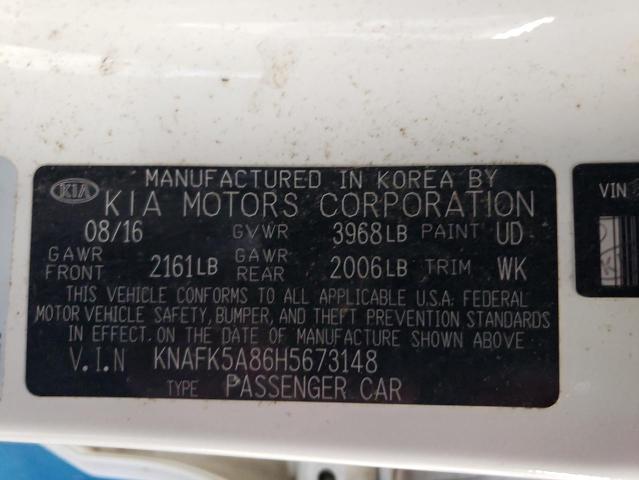 MANUFACTURED IN KOREA BY
KIA KIA MOTORS CORPORATION
08/16 GVWR 3968LB PAINT UD
GAWR FRONT 2161LB GAWR REAR 2006LB TRIM WK
THIS VEHICLE CONFORMS TO ALL APPLICABLE U.S.A. FEDERAL
MOTOR VEHICLE SAFETY, BUMPER, AND THEFT PREVENTION STANDARDS
IN EFFECT. ON THE DATE OF MANUFACTURE SHOWN ABOVE
V.I.N KNAFK5A86H5673148
TYPE PASSENGER CAR
VIN